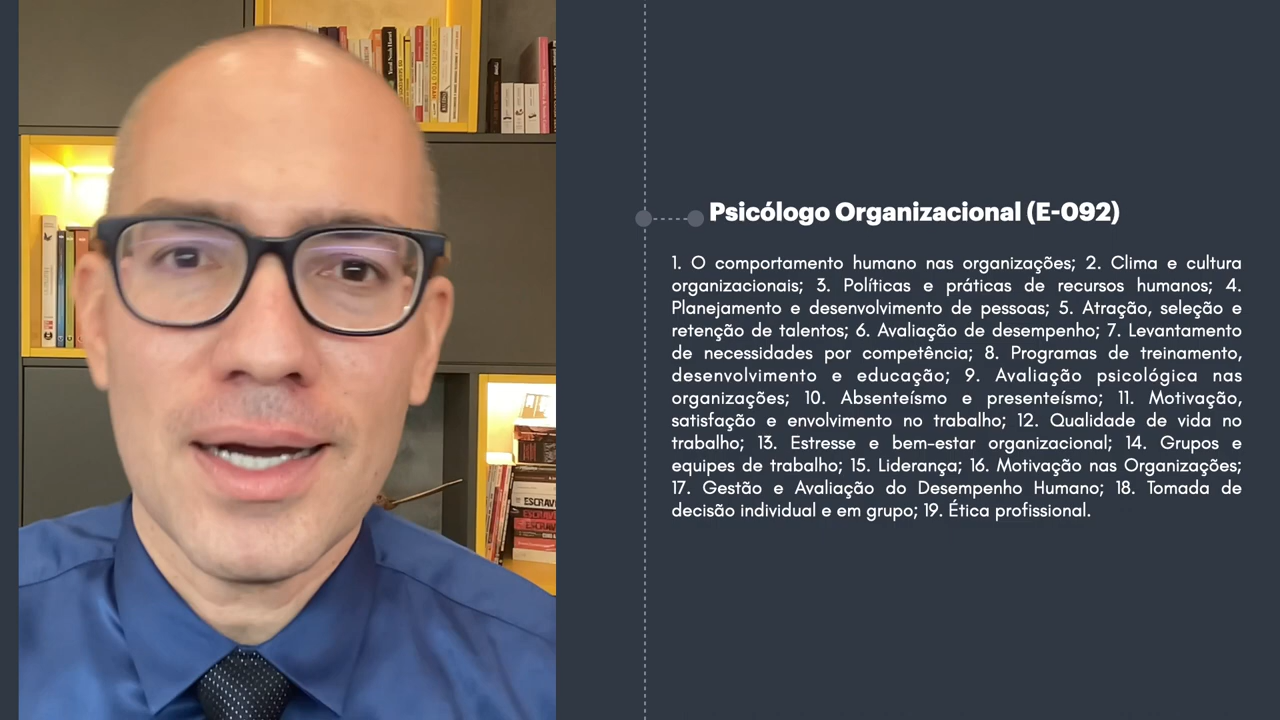 Psicólogo Organizacional (E-092)
1. O comportamento humano nas organizações; 2. Clima e cultura
organizacionais; 3. Políticas e práticas de recursos humanos; 4.
Planejamento e desenvolvimento de pessoas; 5. Atração, seleção e
retenção de talentos; 6. Avaliação de desempenho; 7. Levantamento
de necessidades por competência; 8. Programas de treinamento,
desenvolvimento e educação; 9. Avaliação psicológica nas
organizações; 10. Absenteísmo e presenteísmo; 11. Motivação,
satisfação e envolvimento no trabalho; 12. Qualidade de vida no
trabalho; 13. Estresse e bem-estar organizacional; 14. Grupos e
equipes de trabalho; 15. Liderança; 16. Motivação nas Organizações;
17. Gestão e Avaliação do Desempenho Humano; 18. Tomada de
decisão individual e em grupo; 19. Ética profissional.
ESCRAV
ESCRAV